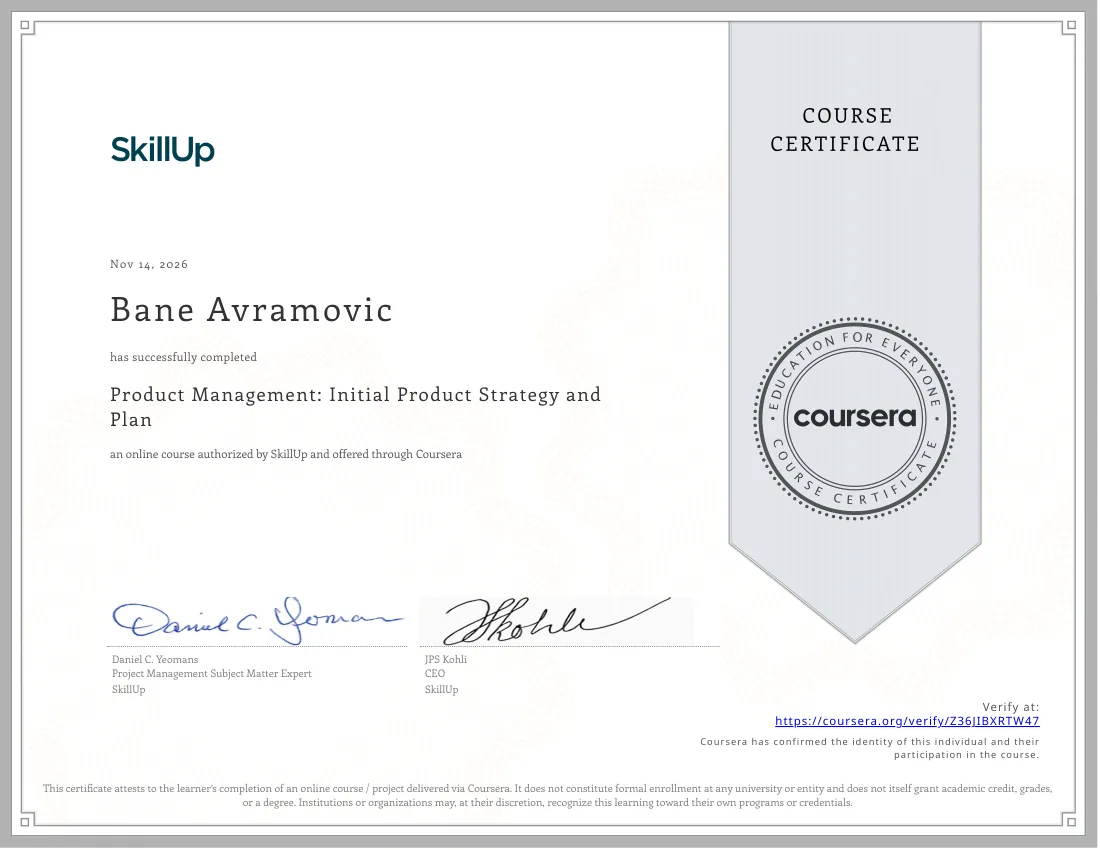 SkillUp
COURSE
CERTIFICATE
Nov 14, 2026
Bane Avramovic
has successfully completed
Product Management: Initial Product Strategy and
Plan
an online course authorized by SkillUp and offered through Coursera
EDUCATION FOR EVERYONE
coursera
COURSE CERTIFICATE
Daniel C. Yeoman
JSkohli
Daniel C. Yeomans
Project Management Subject Matter Expert
SkillUp
JPS Kohli
CEO
SkillUp
Verify at:
https://coursera.org/verify/Z36JIBXRTW47
Coursera has confirmed the identity of this individual and their
participation in the course.
This certificate attests to the learner's completion of an online course / project delivered via Coursera. It does not constitute formal enrollment at any university or entity and does not itself grant academic credit, grades,
or a degree. Institutions or organizations may, at their discretion, recognize this learning toward their own programs or credentials.